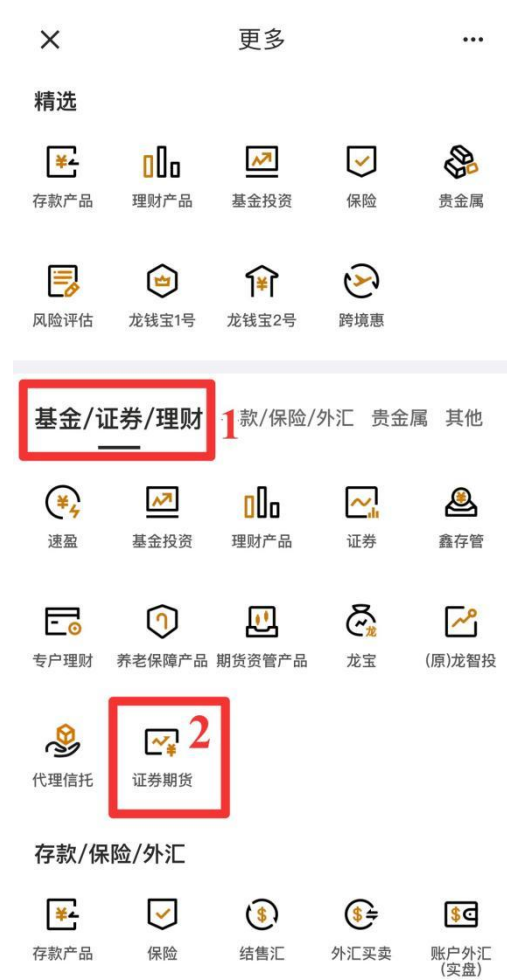 更多
精选
存款产品 理财产品 基金投资 保险 贵金属
风险评估 龙钱宝1号 龙钱宝2号 跨境惠
基金/证券/理财 1 款/保险/外汇 贵金属 其他
速盈 基金投资 理财产品 证券 鑫存管
专户理财 养老保障产品 期货资管产品 龙宝 (原)龙智投
2
代理信托 证券期货
存款/保险/外汇
存款产品 保险 结售汇 外汇买卖 账户外汇
(实盘)